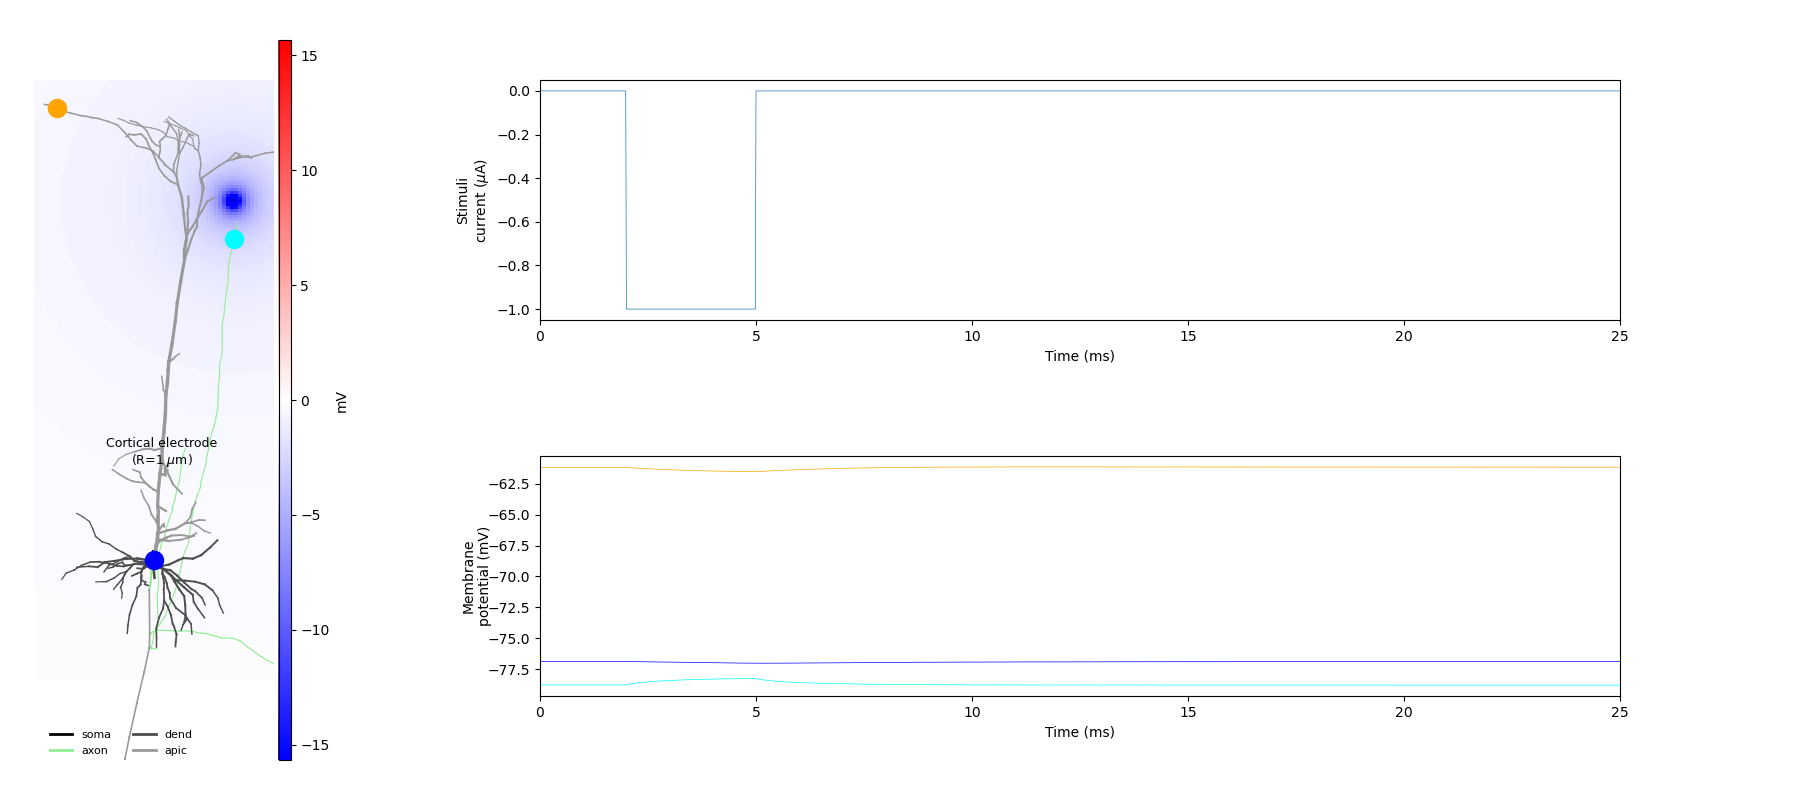 15
10
5
0
−5
−10
−15
mV
Cortical electrode
(R=1 μm)
soma
axon
dend
apic
Stimuli
current (μA)
0.0
−0.2
−0.4
−0.6
−0.8
−1.0
0 5 10 15 20 25
Time (ms)
Membrane
potential (mV)
−62.5
−65.0
−67.5
−70.0
−72.5
−75.0
−77.5
0 5 10 15 20 25
Time (ms)